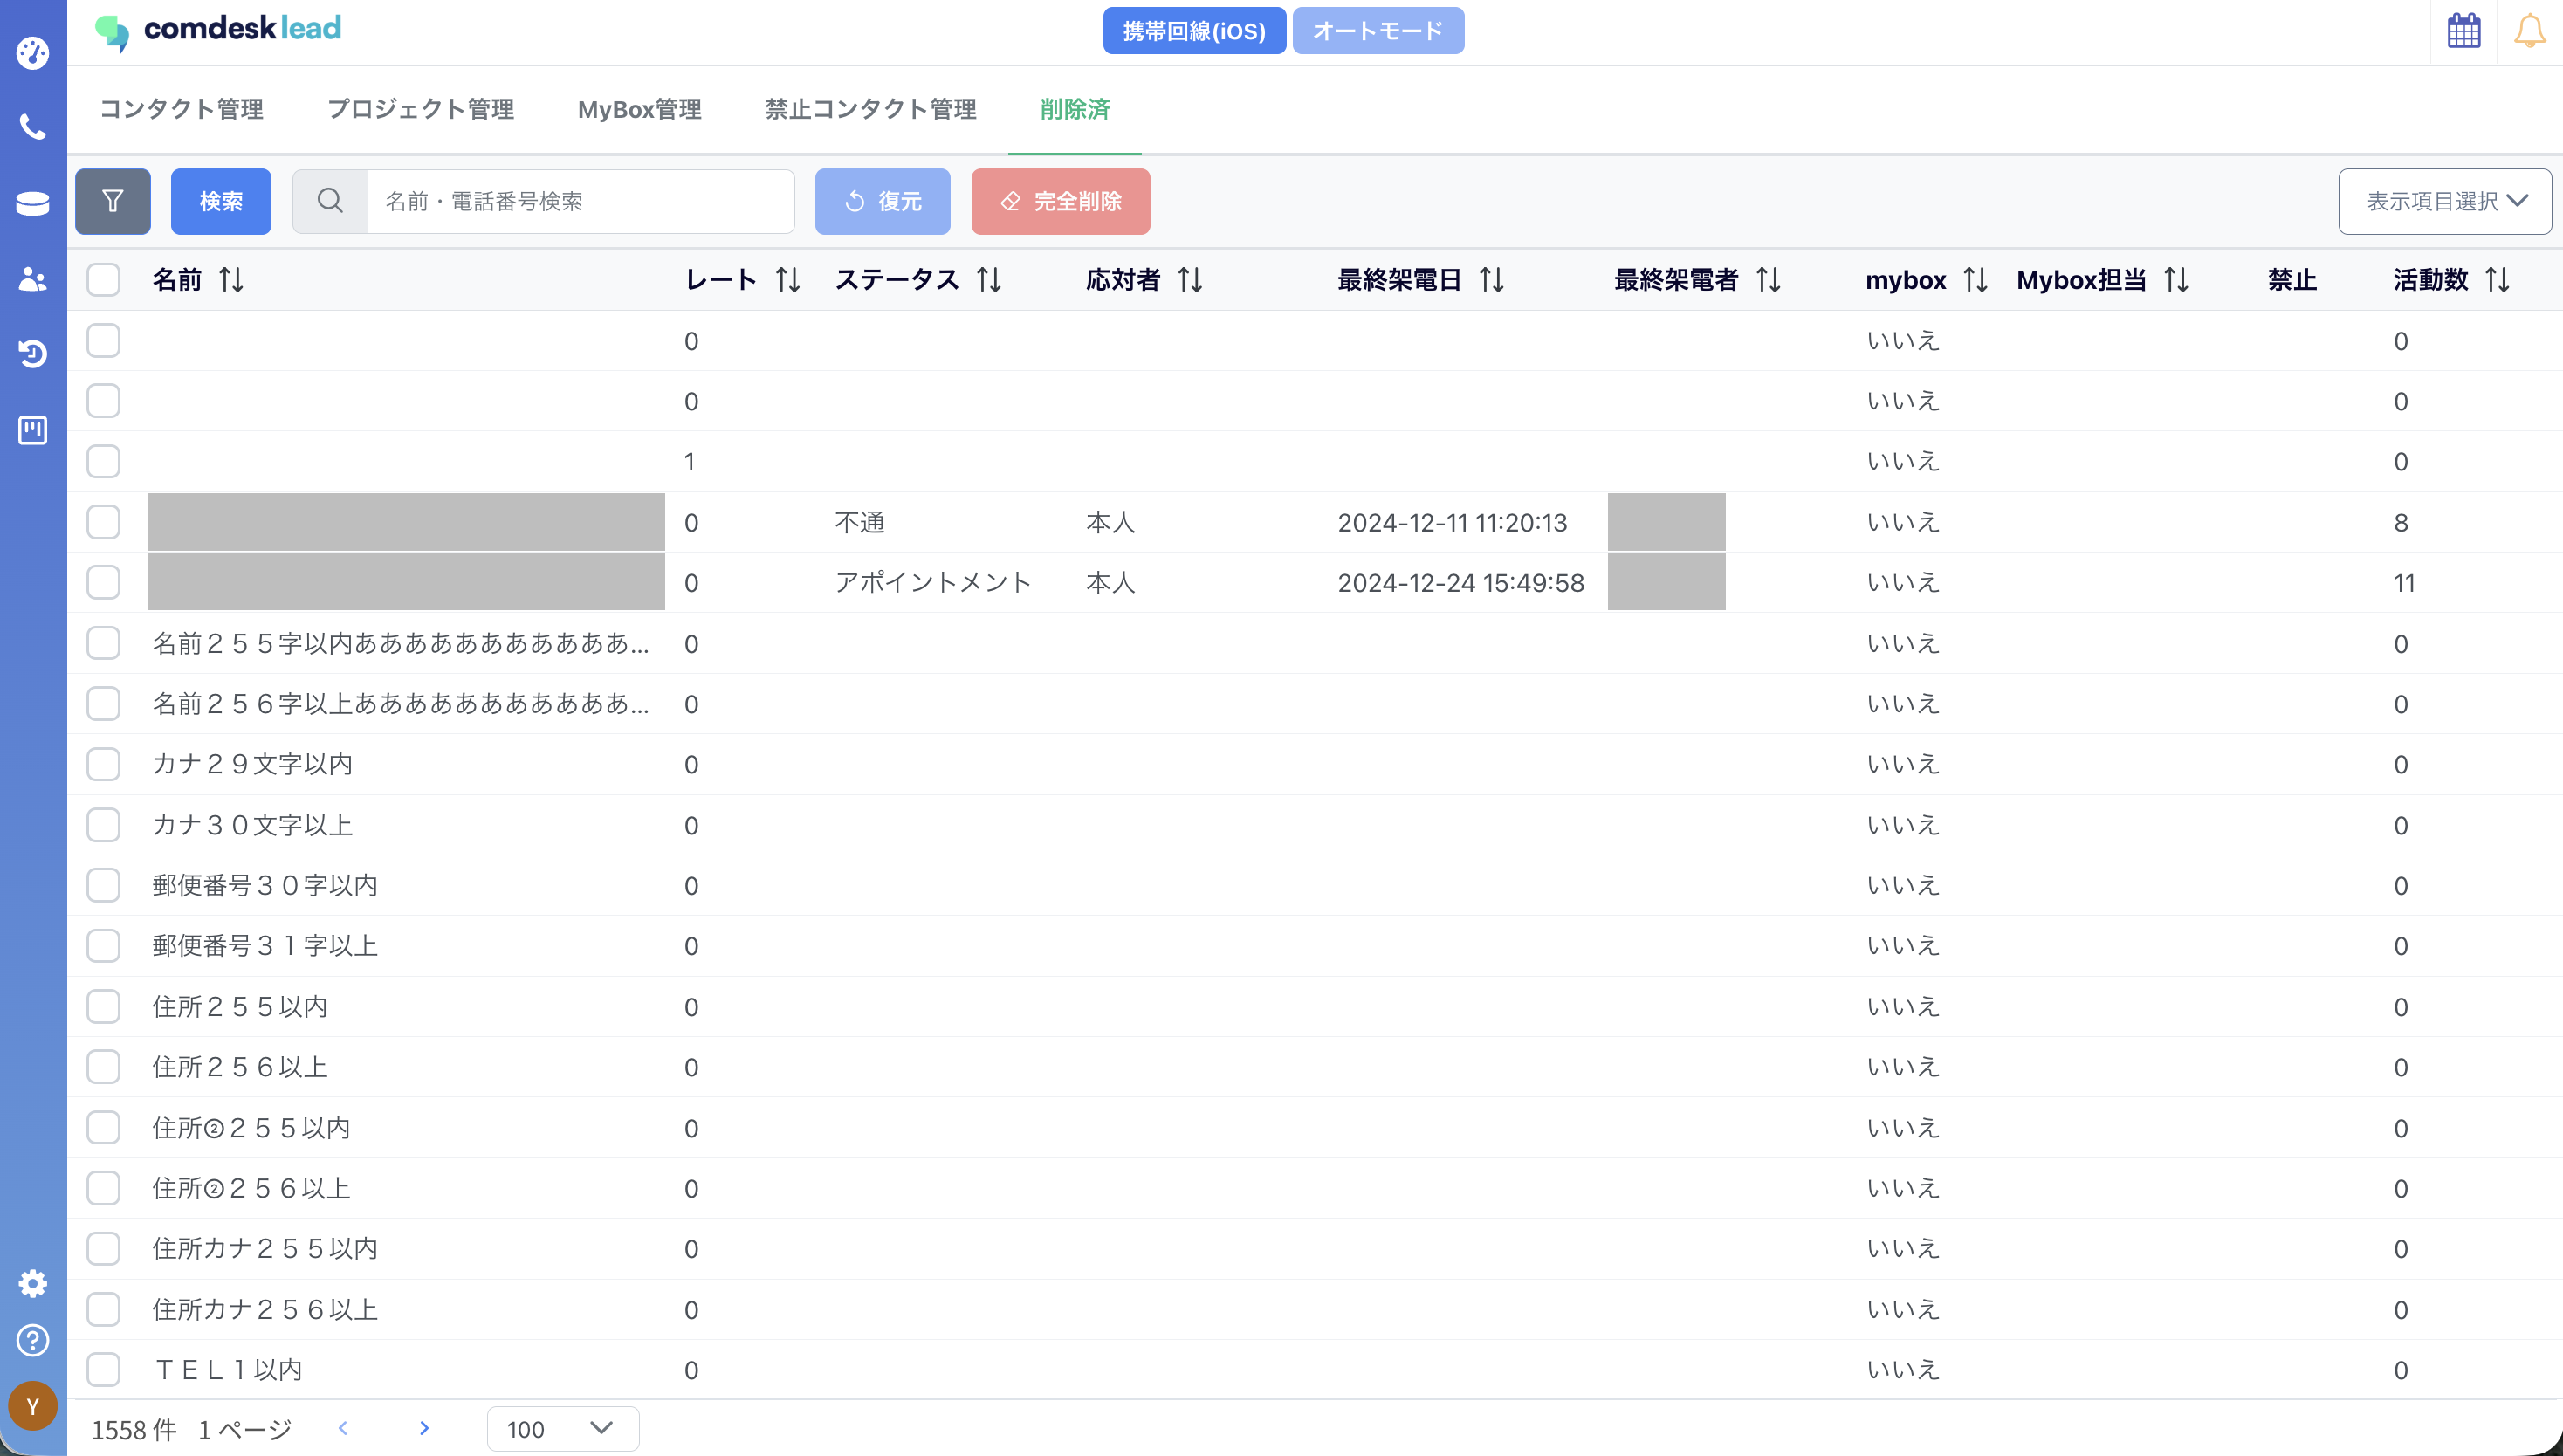 comdesk lead
携帯回線(iOS) オートモード
コンタクト管理 プロジェクト管理 MyBox管理 禁止コンタクト管理 削除済
検索 名前・電話番号検索 復元 完全削除 表示項目選択
名前 レート ステータス 応対者 最終架電日 最終架電者 mybox Mybox担当 禁止 活動数
0 いいえ 0
0 いいえ 0
1 いいえ 0
0 不通 本人 2024-12-11 11:20:13 いいえ 8
0 アポイントメント 本人 2024-12-24 15:49:58 いいえ 11
名前２５５字以内あああああああああああ... 0 いいえ 0
名前２５６字以上あああああああああああ... 0 いいえ 0
カナ２９文字以内 0 いいえ 0
カナ３０文字以上 0 いいえ 0
郵便番号３０字以内 0 いいえ 0
郵便番号３１字以上 0 いいえ 0
住所２５５以内 0 いいえ 0
住所２５６以上 0 いいえ 0
住所②２５５以内 0 いいえ 0
住所②２５６以上 0 いいえ 0
住所カナ２５５以内 0 いいえ 0
住所カナ２５６以上 0 いいえ 0
ＴＥＬ１以内 0 いいえ 0
Y
1558 件 1 ページ 100